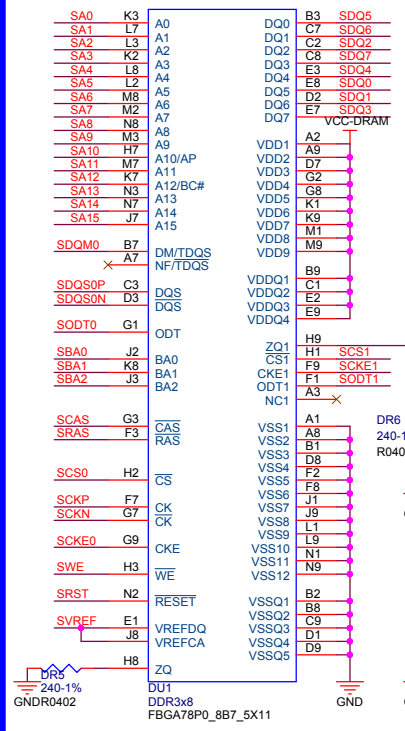 SA0 K3 A0
SA1 L7 A1
SA2 L3 A2
SA3 K2 A3
SA4 L8 A4
SA5 L2 A5
SA6 M8 A6
SA7 M2 A7
SA8 N8 A8
SA9 M3 A9
SA10 H7 A10/AP
SA11 M7 A11
SA12 K7 A12/BC#
SA13 N3 A13
SA14 N7 A14
SA15 J7 A15
SDQM0 B7 DM/TDQS
A7 NF/TDQS
SDQS0P C3 DQS
SDQS0N D3 DQS
SODT0 G1 ODT
SBA0 J2 BA0
SBA1 K8 BA1
SBA2 J3 BA2
SCAS G3 CAS
SRAS F3 RAS
SCS0 H2 CS
SCKP F7 CK
SCKN G7 CK
SCKE0 G9 CKE
SWE H3 WE
SRST N2 RESET
SVREF E1 VREFDQ
J8 VREFCA
H8 ZQ
DR5
240-1%
GND R0402
DQ0 B3 SDQ5
DQ1 C7 SDQ6
DQ2 C2 SDQ2
DQ3 C8 SDQ7
DQ4 E3 SDQ4
DQ5 E8 SDQ0
DQ6 D2 SDQ1
DQ7 E7 SDQ3
VCC-DRAM
VDD1 A2
VDD2 A9
VDD3 D7
VDD4 G2
VDD5 G8
VDD6 K1
VDD7 K9
VDD8 M1
VDD9 M9
VDDQ1 B9
VDDQ2 C1
VDDQ3 E2
VDDQ4 E9
ZQ1 H9
CS1 H1 SCS1
CKE1 F9 SCKE1
ODT1 F1 SODT1
NC1 A3
VSS1 A1
VSS2 A8
VSS3 B1
VSS4 D8
VSS5 F2
VSS6 F8
VSS7 J1
VSS8 J9
VSS9 L1
VSS10 L9
VSS11 N1
VSS12 N9
VSSQ1 B2
VSSQ2 B8
VSSQ3 C9
VSSQ4 D1
VSSQ5 D9
GND
DR6
240-1
R040
DU1
DDR3x8
FBGA78P0_8B7_5X11